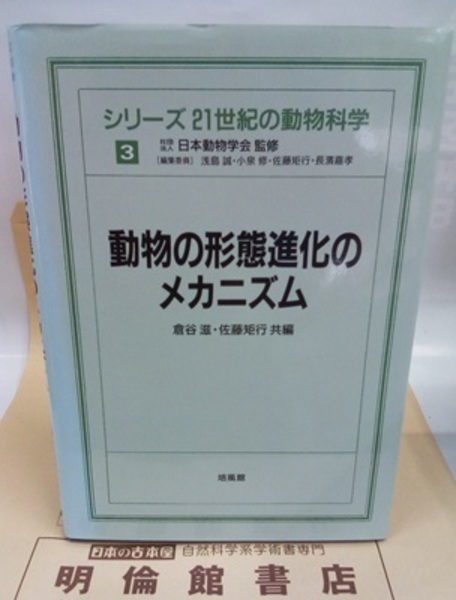 シリーズ 21世紀の動物科学
3 社団法人 日本動物学会 監修
[編集委員] 浅島 誠・小泉 修・佐藤矩行・長濱嘉孝
動物の形態進化の
メカニズム
倉谷 滋・佐藤矩行 共編
培風館
日本の古本屋 自然科学系学術書専門
明倫館書店